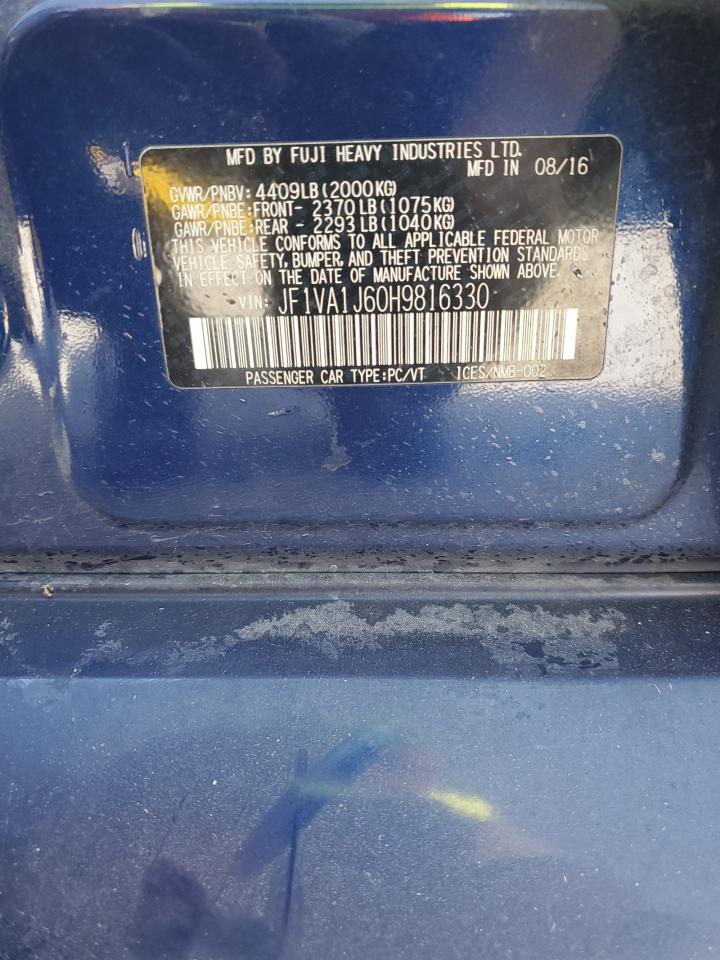 MFD BY FUJI HEAVY INDUSTRIES LTD.
MFD IN 08/16
GVWR/PNBV: 4409LB(2000KG)
GAWR/PNBE:FRONT- 2370LB(1075KG)
GAWR/PNBE:REAR - 2293LB(1040KG)
THIS VEHICLE CONFORMS TO ALL APPLICABLE FEDERAL MOTOR
VEHICLE SAFETY, BUMPER, AND THEFT PREVENTION STANDARDS
IN EFFECT ON THE DATE OF MANUFACTURE SHOWN ABOVE.
VIN: JF1VA1J60H9816330
PASSENGER CAR TYPE:PC/VT ICES/NMB-002